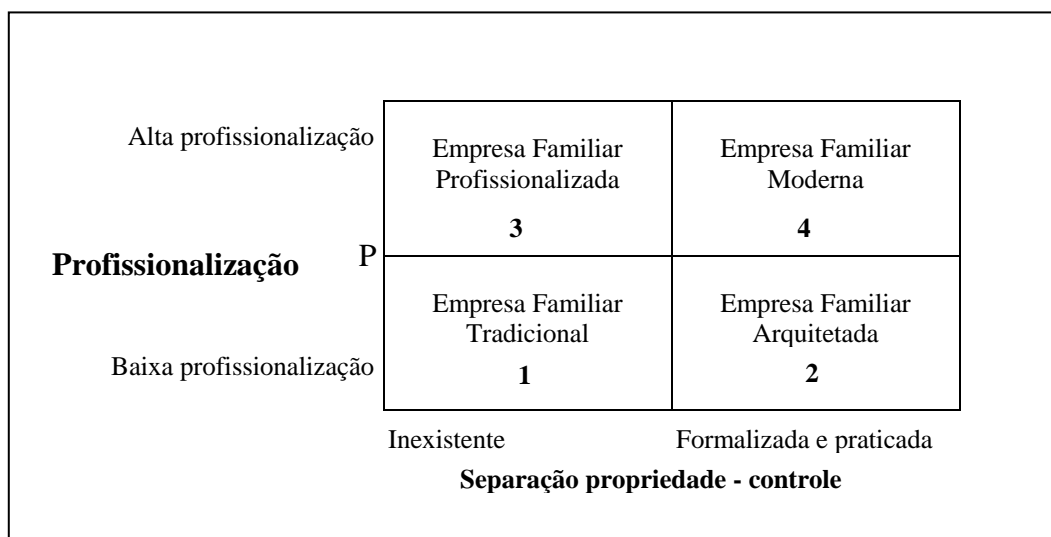 Alta profissionalização
Empresa Familiar
Profissionalizada
3
Empresa Familiar
Moderna
4
Profissionalização
P
Baixa profissionalização
Empresa Familiar
Tradicional
1
Empresa Familiar
Arquitetada
2
Inexistente
Formalizada e praticada
Separação propriedade - controle